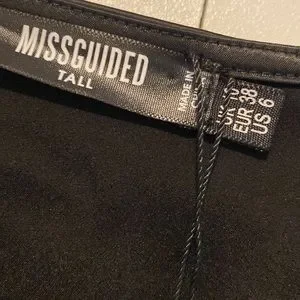 MISSGUIDED
TALL
MADE IN
EUR 38
US 6